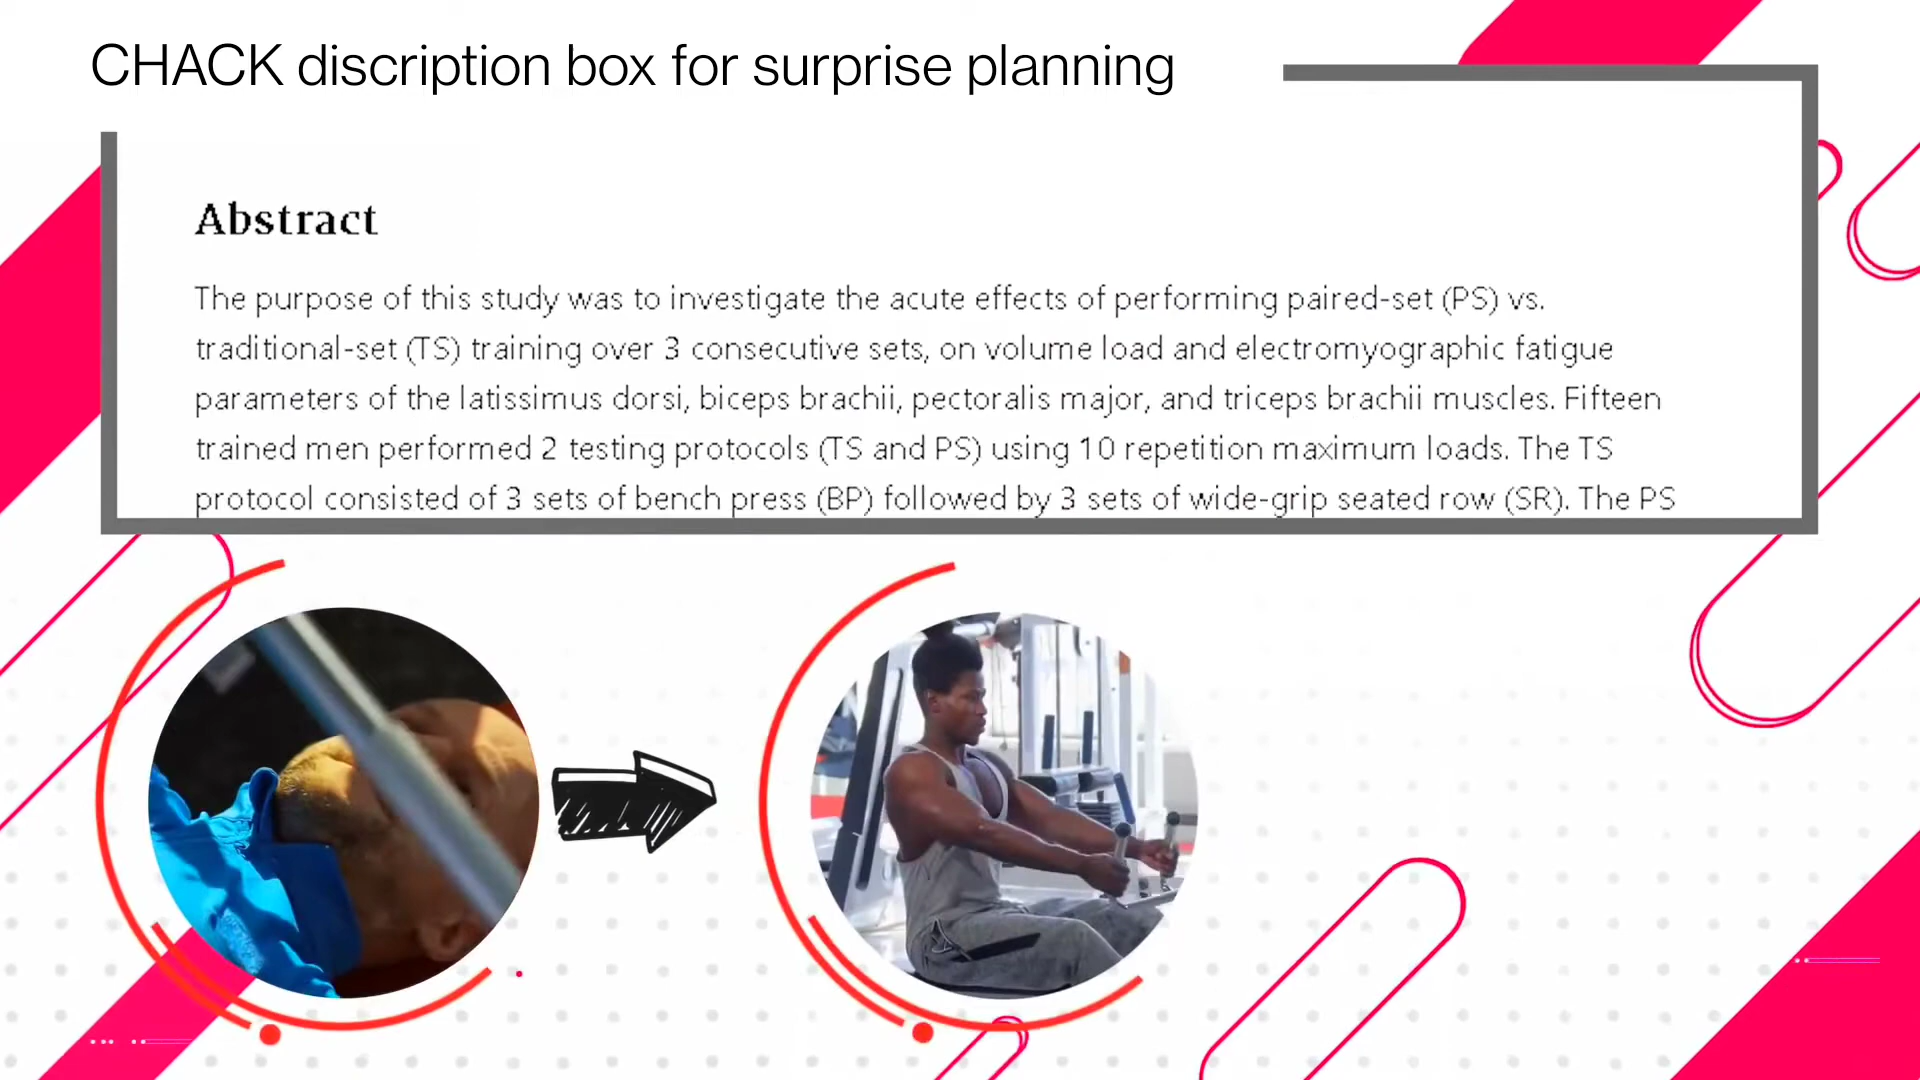 CHACK discription box for surprise planning
Abstract
The purpose of this study was to investigate the acute effects of performing paired-set (PS) vs.
traditional-set (TS) training over 3 consecutive sets, on volume load and electromyographic fatigue
parameters of the latissimus dorsi, biceps brachii, pectoralis major, and triceps brachii muscles. Fifteen
trained men performed 2 testing protocols (TS and PS) using 10 repetition maximum loads. The TS
protocol consisted of 3 sets of bench press (BP) followed by 3 sets of wide-grip seated row (SR). The PS